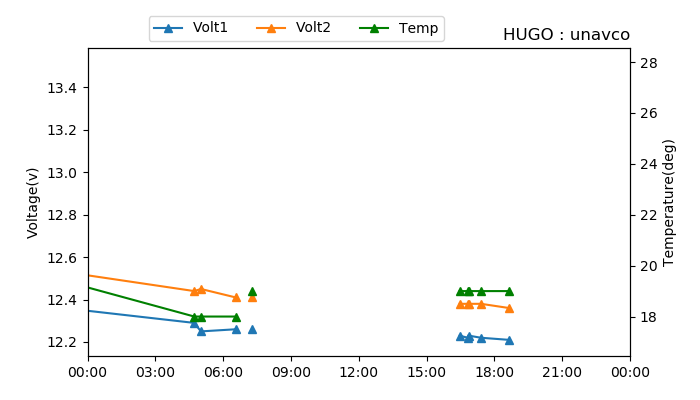 Volt1 Volt2 Temp
HUGO : unavco
13.4
13.2
13.0
12.8
12.6
12.4
12.2
Voltage(v)
28
26
24
22
20
18
Temperature(deg)
00:00 03:00 06:00 09:00 12:00 15:00 18:00 21:00 00:00